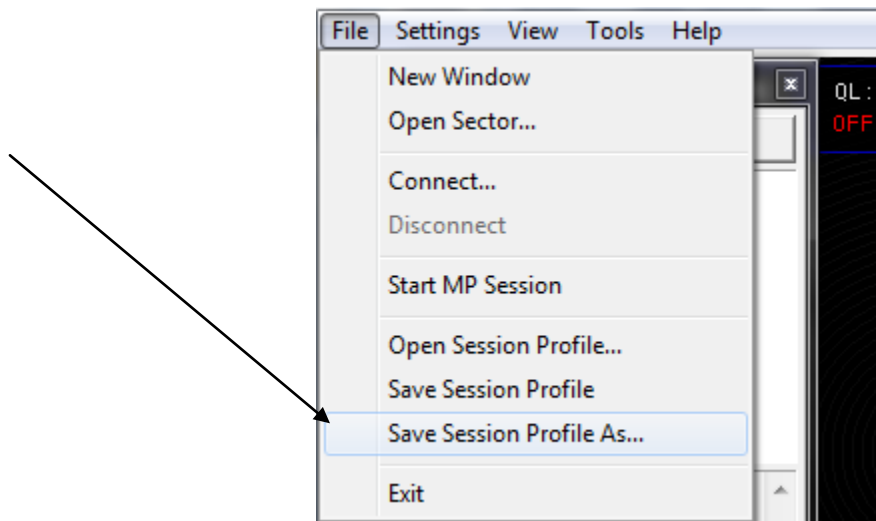 File Settings View Tools Help
New Window
Open Sector...
Connect...
Disconnect
Start MP Session
Open Session Profile...
Save Session Profile
Save Session Profile As...
Exit
QL:
OFF